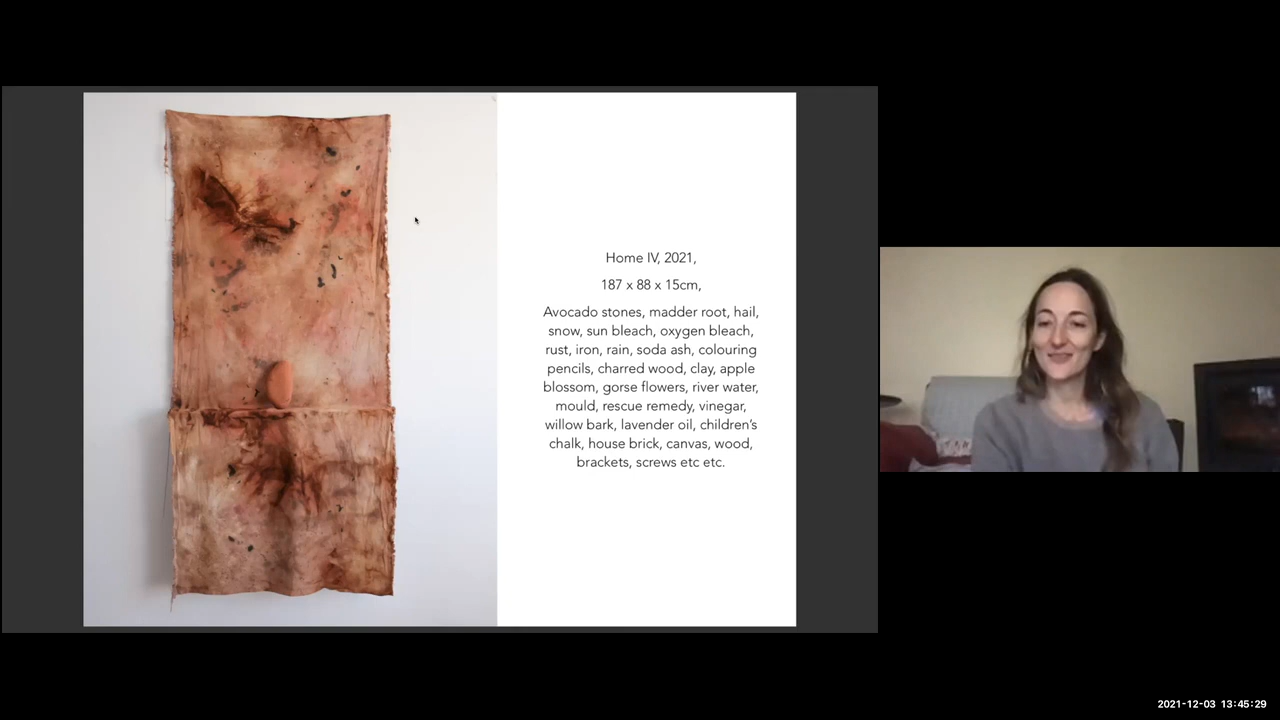 Home IV, 2021,
187 x 88 x 15cm,
Avocado stones, madder root, hail,
snow, sun bleach, oxygen bleach,
rust, iron, rain, soda ash, colouring
pencils, charred wood, clay, apple
blossom, gorse flowers, river water,
mould, rescue remedy, vinegar,
willow bark, lavender oil, children's
chalk, house brick, canvas, wood,
brackets, screws etc etc.
2021-12-03 13:45:29